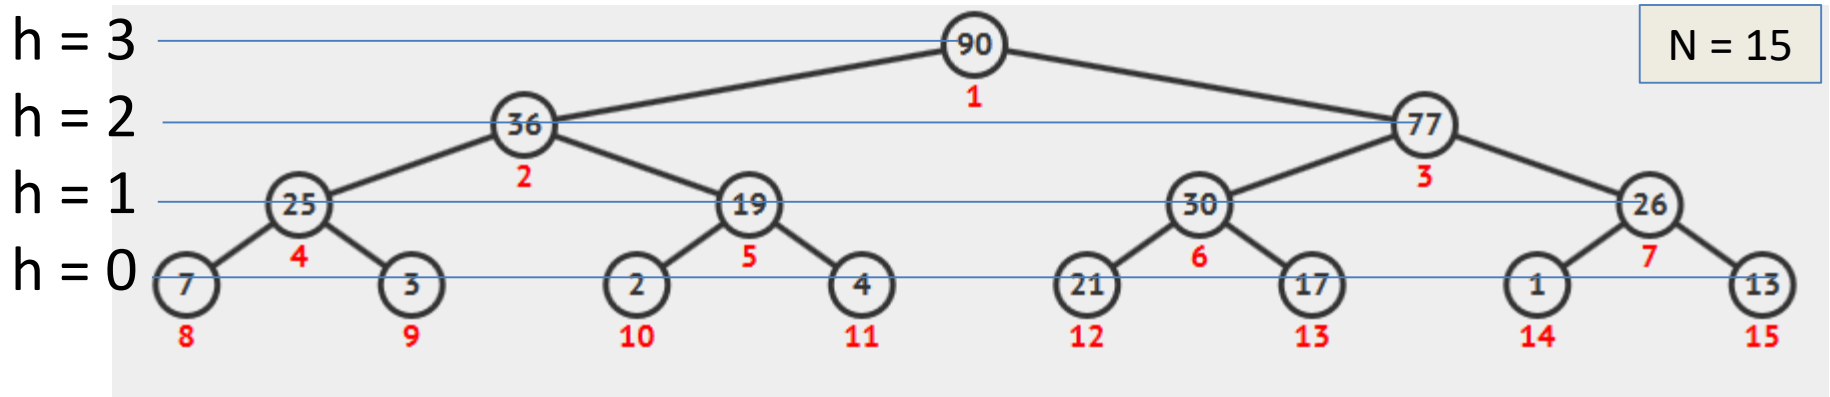 h = 3 90 N = 15
1
h = 2 36 77
2 3
h = 1 25 19 30 26
4 5 6 7
h = 0 7 3 2 4 21 17 1 13
8 9 10 11 12 13 14 15